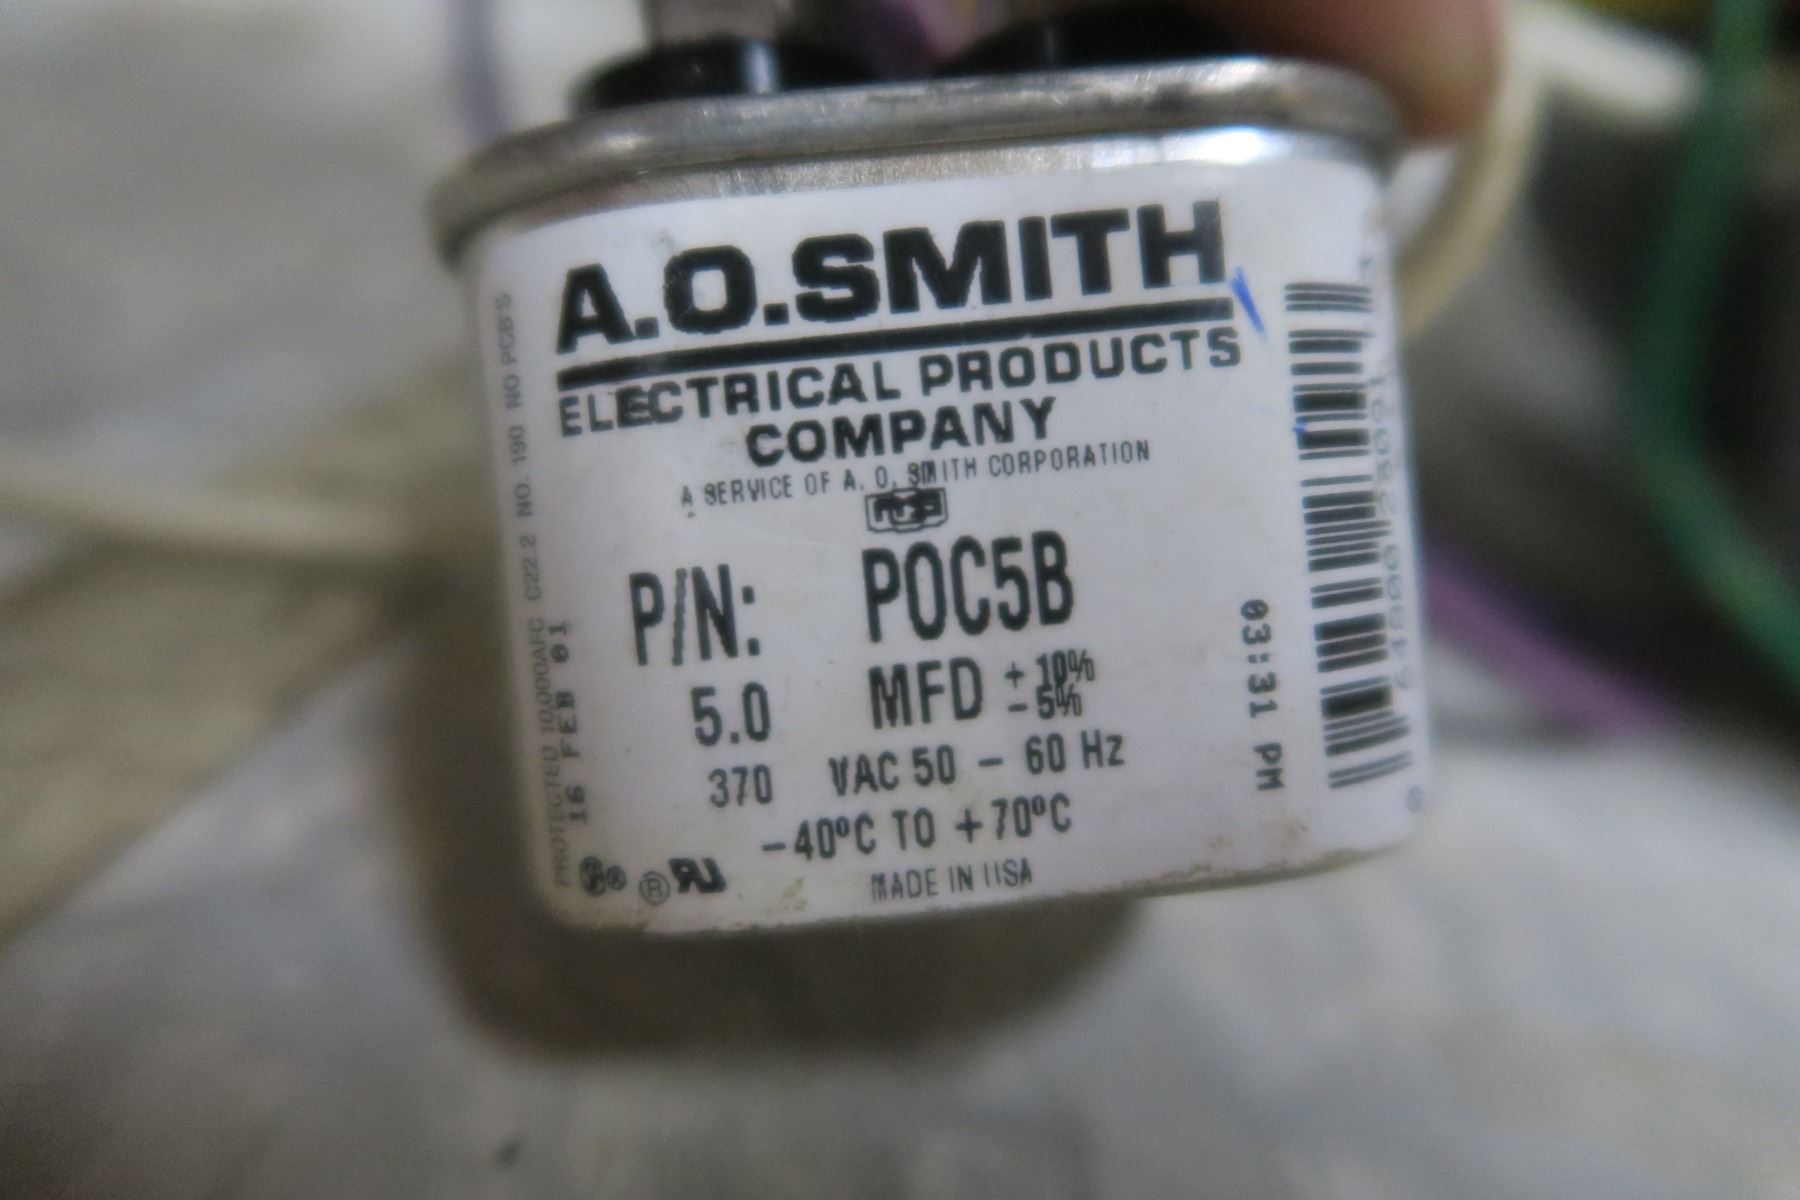 A.O.SMITH
ELECTRICAL PRODUCTS
COMPANY
A SERVICE OF A. O. SMITH CORPORATION
P/N: POC5B
5.0 MFD + 10% - 5%
370 VAC 50 - 60 Hz
-40°C TO +70°C
MADE IN USA
PROTECTED 10,000AFC C22.2 NO. 190 NO PCB'S
16 FEB 01
03:31 PM